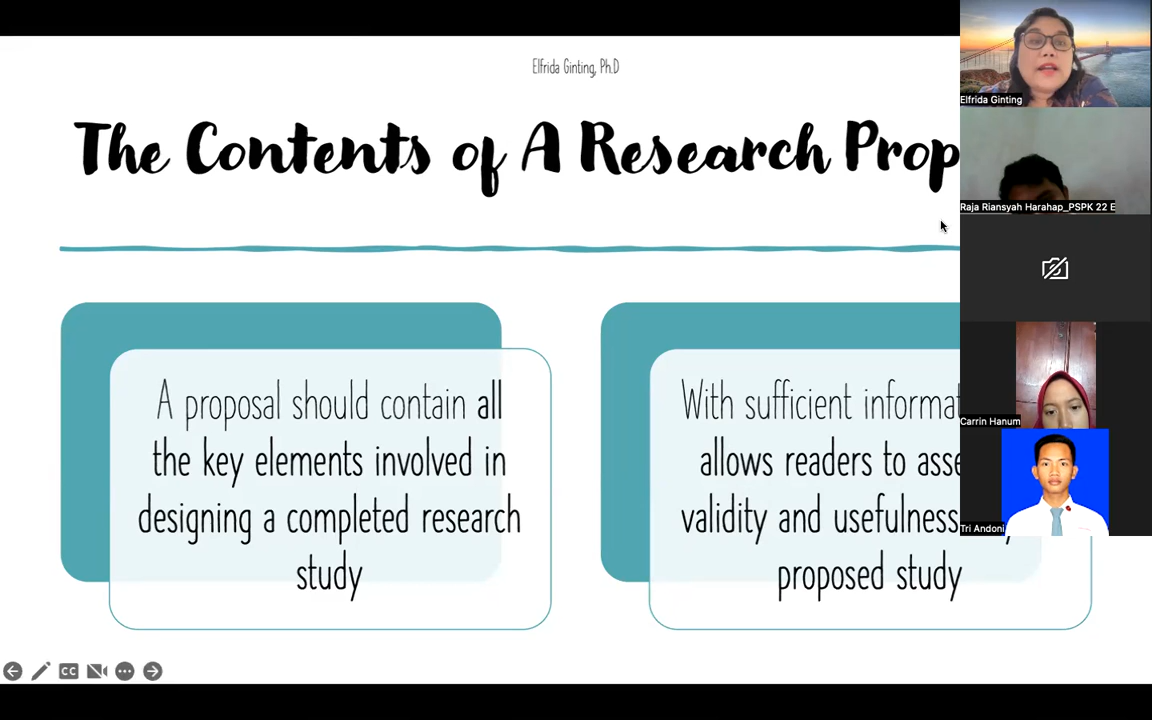 Elfrida Ginting, Ph.D
The Contents of A Research Prop
A proposal should contain all
the key elements involved in
designing a completed research
study
With sufficient informat
allows readers to asse
validity and usefulness
proposed study
Elfrida Ginting
Raja Riansyah Harahap_PSPK 22 E
Carrin Hanum
Tri Andoni
CC